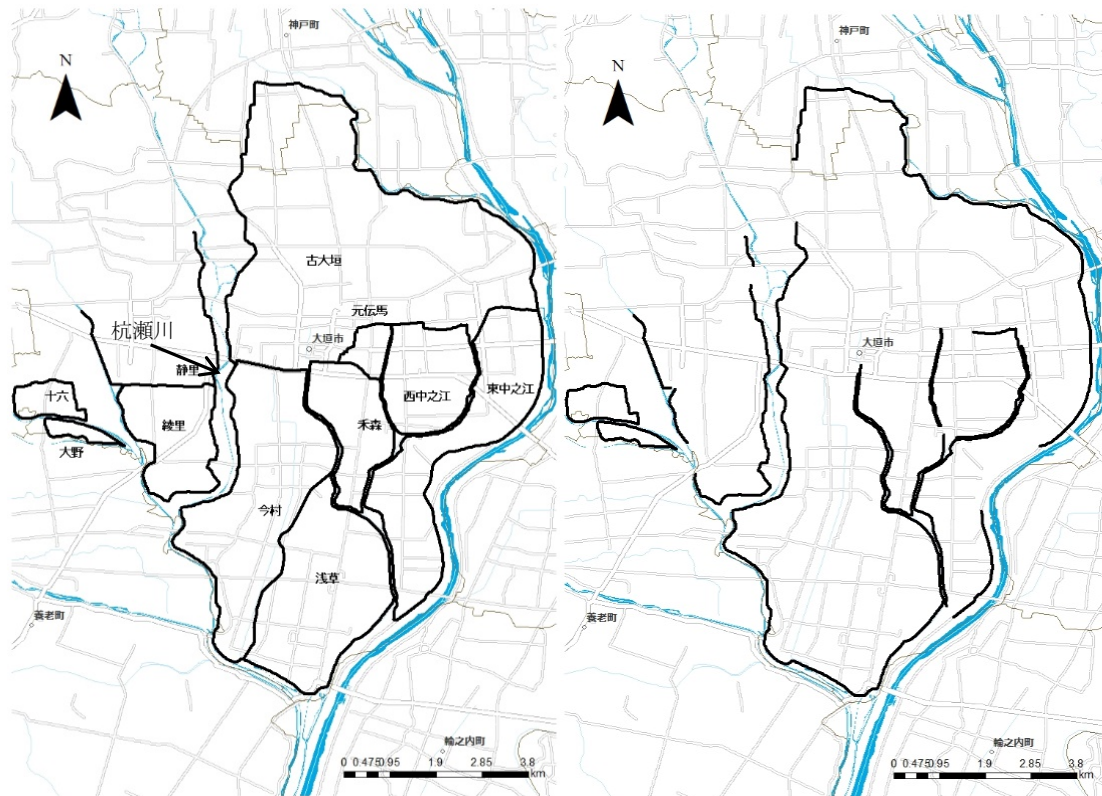 神戸町
N
古大垣
元伝馬
杭瀬川
大垣市
静里
十六
西中之江
東中之江
綾里
禾森
大野
今村
浅草
養老町
輪之内町
0 0.475 0.95 1.9 2.85 3.8
km
神戸町
N
大垣市
養老町
輪之内町
0 0.475 0.95 1.9 2.85 3.8
km